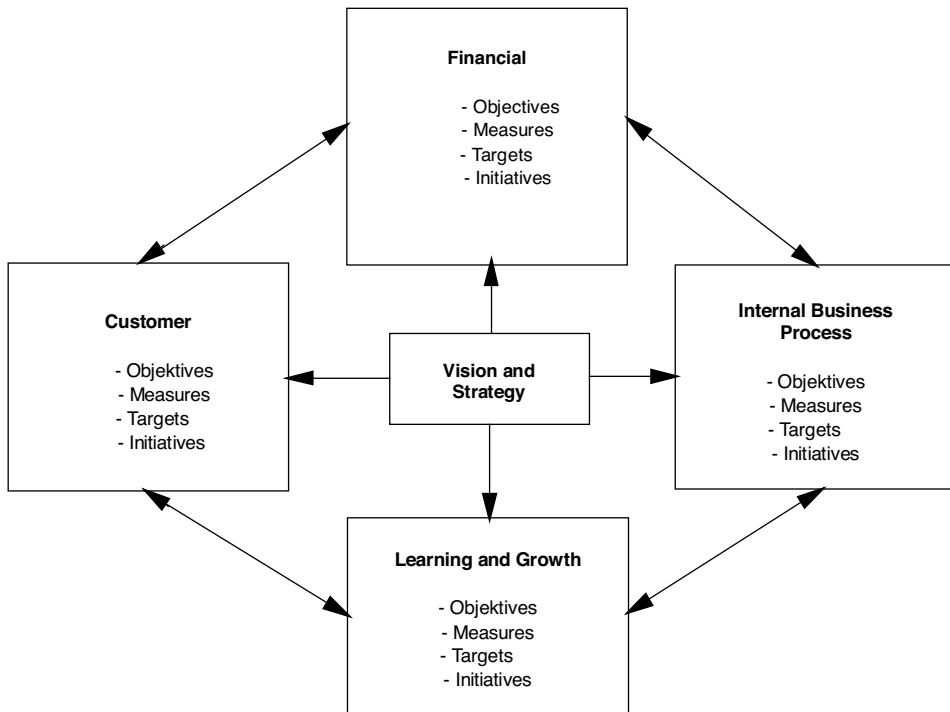 Financial
- Objectives
- Measures
- Targets
- Initiatives
Customer
- Objektives
- Measures
- Targets
- Initiatives
Vision and
Strategy
Internal Business
Process
- Objektives
- Measures
- Targets
- Initiatives
Learning and Growth
- Objektives
- Measures
- Targets
- Initiatives